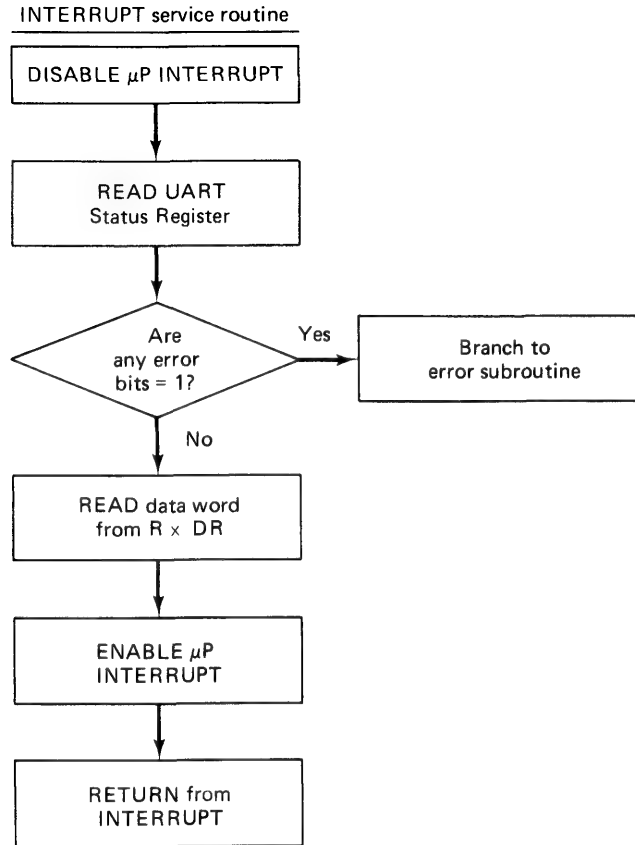 INTERRUPT service routine
DISABLE μP INTERRUPT
READ UART
Status Register
Are
any error
bits = 1?
Yes
Branch to
error subroutine
No
READ data word
from R × DR
ENABLE μP
INTERRUPT
RETURN from
INTERRUPT